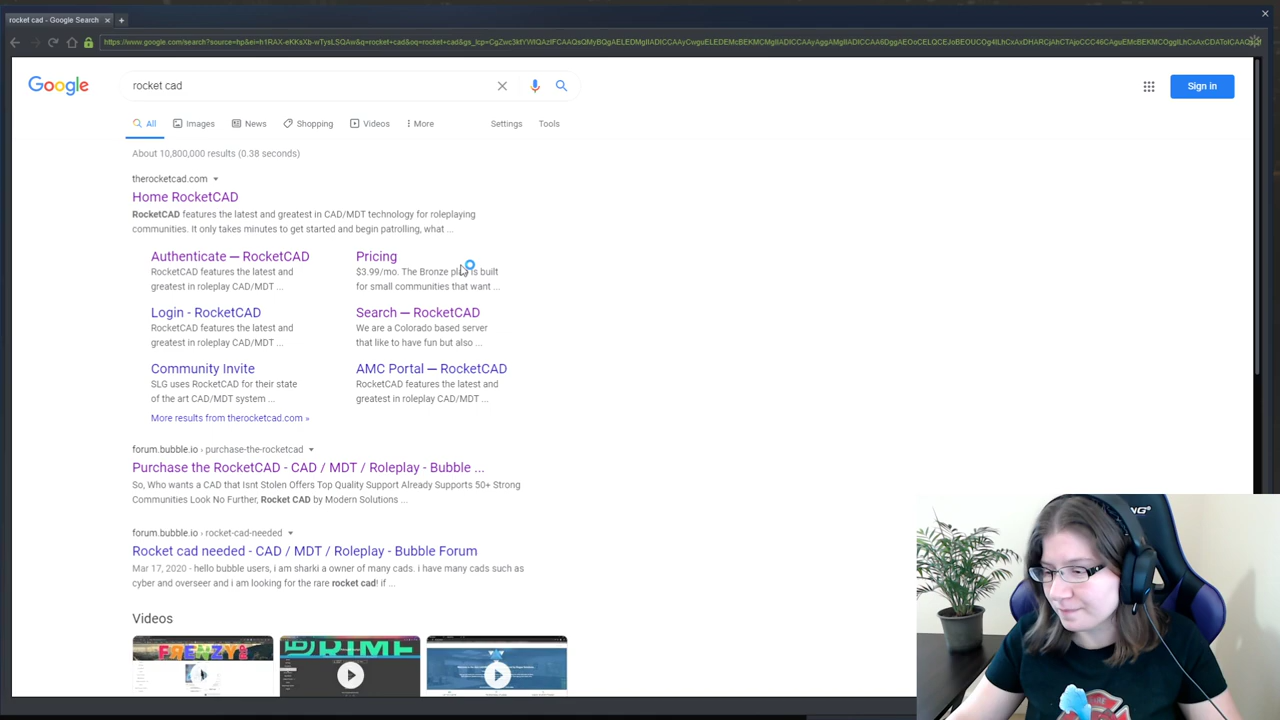 rocket cad - Google Search
Google
rocket cad
Sign in
All
Images
News
Shopping
Videos
More
Settings
Tools
About 10,800,000 results (0.38 seconds)
therocketcad.com
Home RocketCAD
RocketCAD features the latest and greatest in CAD/MDT technology for roleplaying
communities. It only takes minutes to get started and begin patrolling, what ...
Authenticate — RocketCAD
RocketCAD features the latest and
greatest in roleplay CAD/MDT ...
Pricing
$3.99/mo. The Bronze plan is built
for small communities that want ...
Login - RocketCAD
RocketCAD features the latest and
greatest in roleplay CAD/MDT ...
Search — RocketCAD
We are a Colorado based server
that like to have fun but also ...
Community Invite
SLG uses RocketCAD for their state
of the art CAD/MDT system ...
AMC Portal — RocketCAD
RocketCAD features the latest and
greatest in roleplay CAD/MDT ...
More results from therocketcad.com »
forum.bubble.io › purchase-the-rocketcad
Purchase the RocketCAD - CAD / MDT / Roleplay - Bubble ...
So, Who wants a CAD that Isnt Stolen Offers Top Quality Support Already Supports 50+ Strong
Communities Look No Further, Rocket CAD by Modern Solutions ...
forum.bubble.io › rocket-cad-needed
Rocket cad needed - CAD / MDT / Roleplay - Bubble Forum
Mar 17, 2020 - hello bubble users, i am sharki a owner of many cads. i have many cads such as
cyber and overseer and i am looking for the rare rocket cad! if ...
Videos
FRENZY